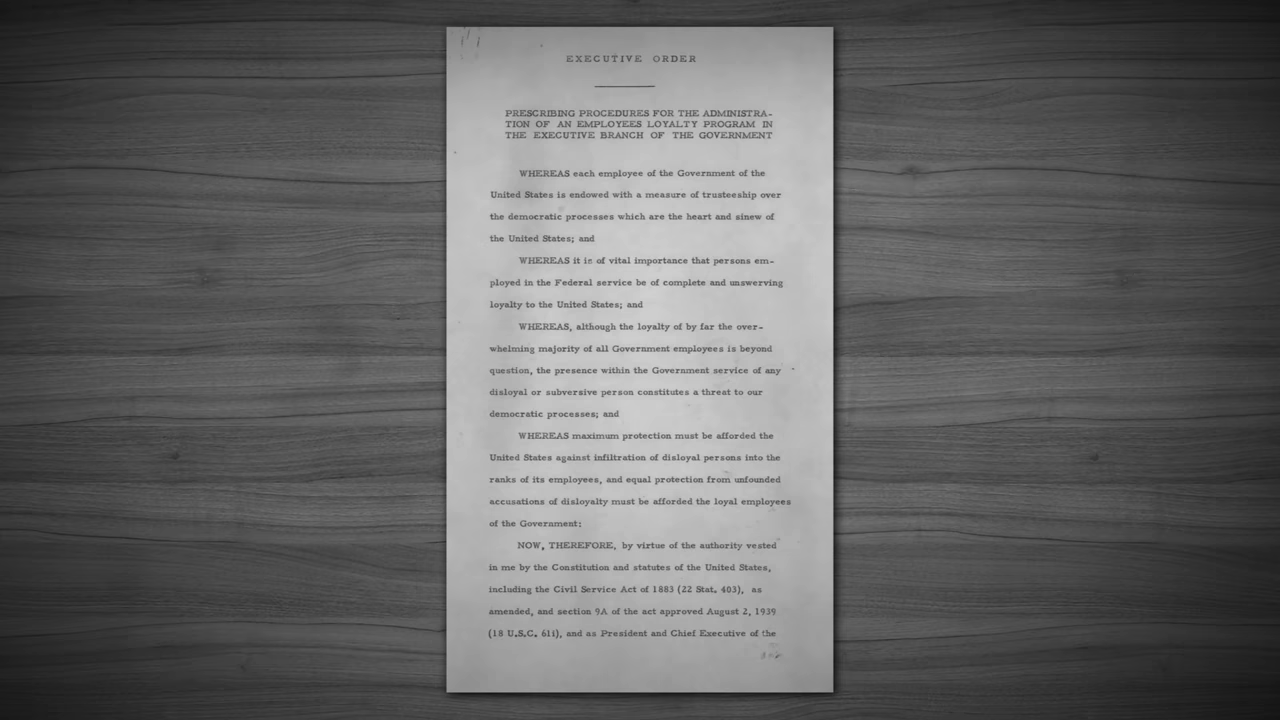 EXECUTIVE ORDER
PRESCRIBING PROCEDURES FOR THE ADMINISTRA-
TION OF AN EMPLOYEES LOYALTY PROGRAM IN
THE EXECUTIVE BRANCH OF THE GOVERNMENT
WHEREAS each employee of the Government of the
United States is endowed with a measure of trusteeship over
the democratic processes which are the heart and sinew of
the United States; and
WHEREAS it is of vital importance that persons em-
ployed in the Federal service be of complete and unswerving
loyalty to the United States; and
WHEREAS, although the loyalty of by far the over-
whelming majority of all Government employees is beyond
question, the presence within the Government service of any
disloyal or subversive person constitutes a threat to our
democratic processes; and
WHEREAS maximum protection must be afforded the
United States against infiltration of disloyal persons into the
ranks of its employees, and equal protection from unfounded
accusations of disloyalty must be afforded the loyal employees
of the Government:
NOW, THEREFORE, by virtue of the authority vested
in me by the Constitution and statutes of the United States,
including the Civil Service Act of 1883 (22 Stat. 403), as
amended, and section 9A of the act approved August 2, 1939
(18 U.S.C. 61i), and as President and Chief Executive of the